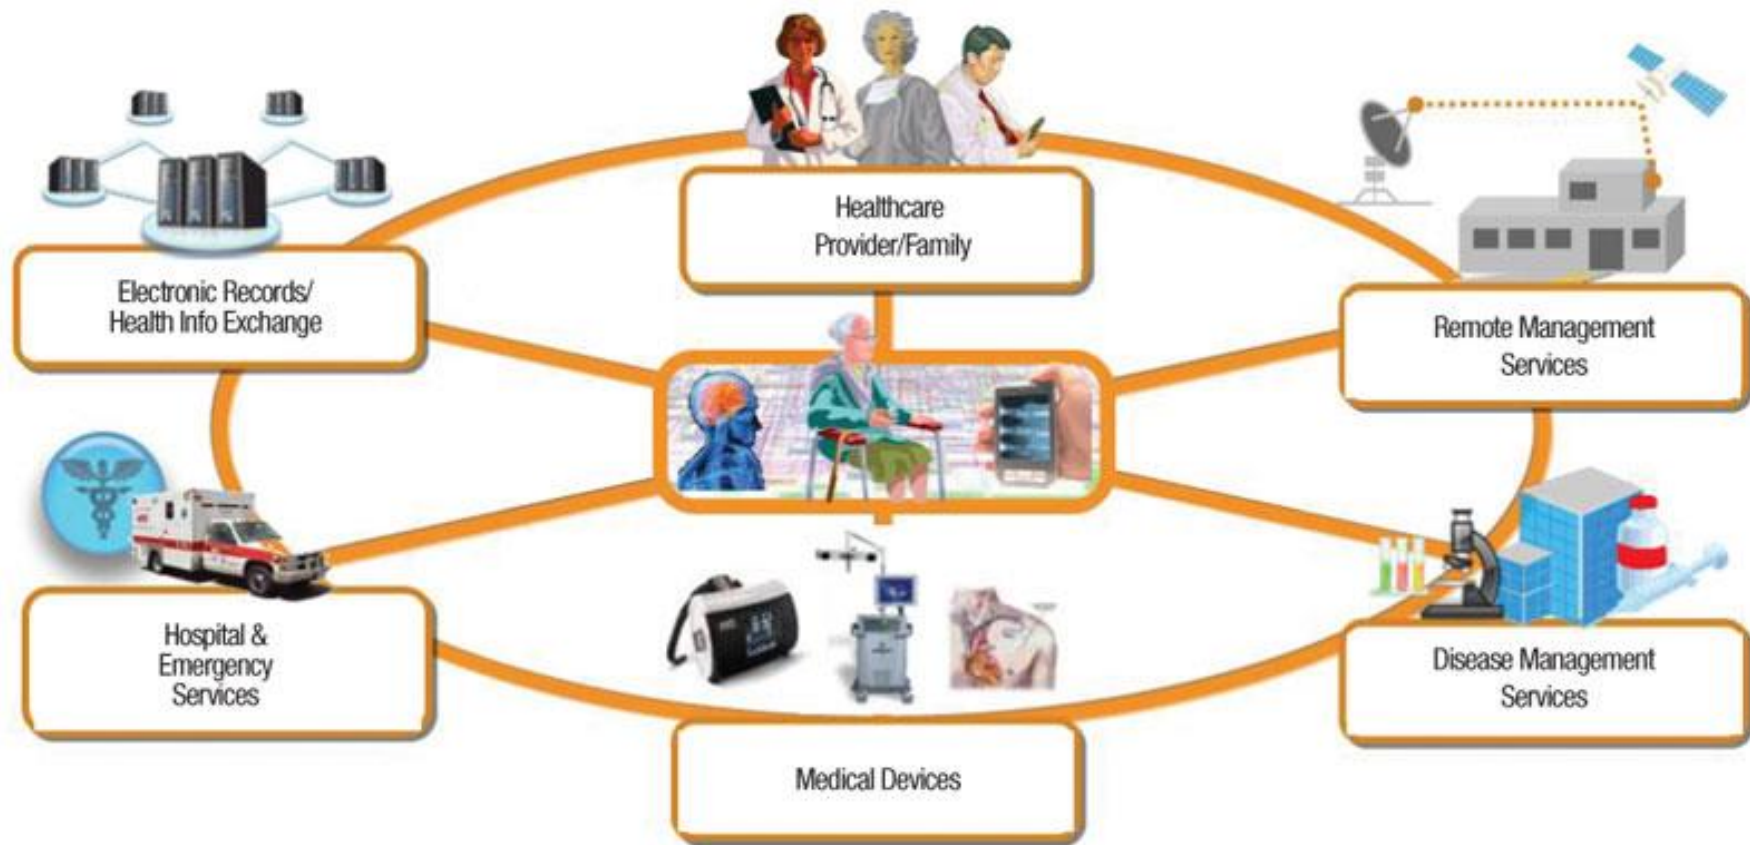 Healthcare
Provider/Family
Electronic Records/
Health Info Exchange
Remote Management
Services
Hospital &
Emergency
Services
Disease Management
Services
Medical Devices